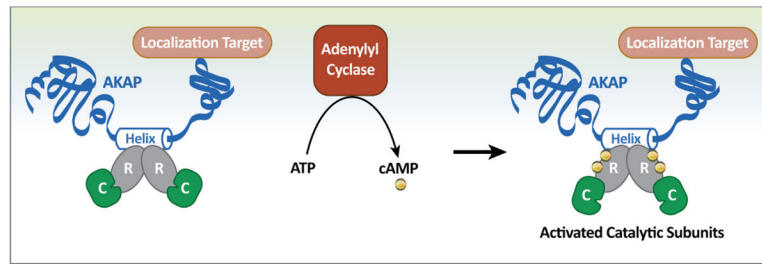 Localization Target
AKAP
Helix
R R
C C
Adenylyl
Cyclase
ATP cAMP
Localization Target
AKAP
Helix
R R
C C
Activated Catalytic Subunits